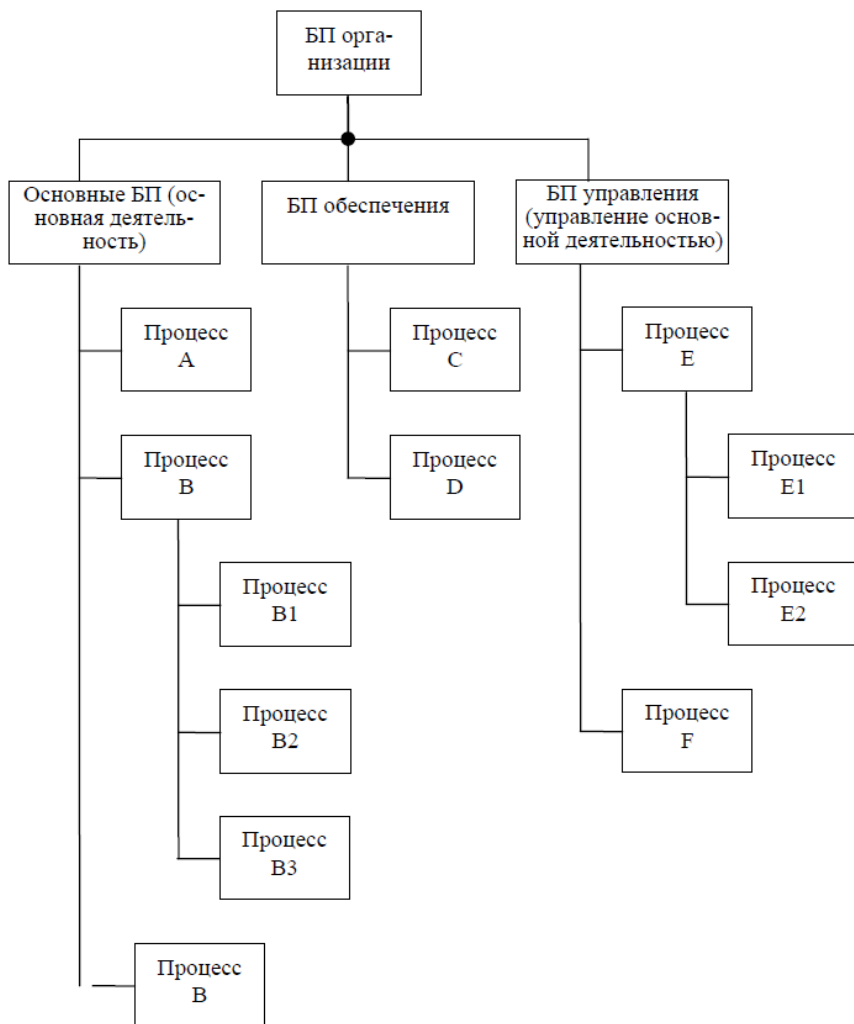 БП орга-
низации
Основные БП (ос-
новная деятель-
ность)
БП обеспечения
БП управления
(управление основ-
ной деятельностью)
Процесс
A
Процесс
C
Процесс
E
Процесс
B
Процесс
D
Процесс
E1
Процесс
B1
Процесс
E2
Процесс
B2
Процесс
F
Процесс
B3
Процесс
B